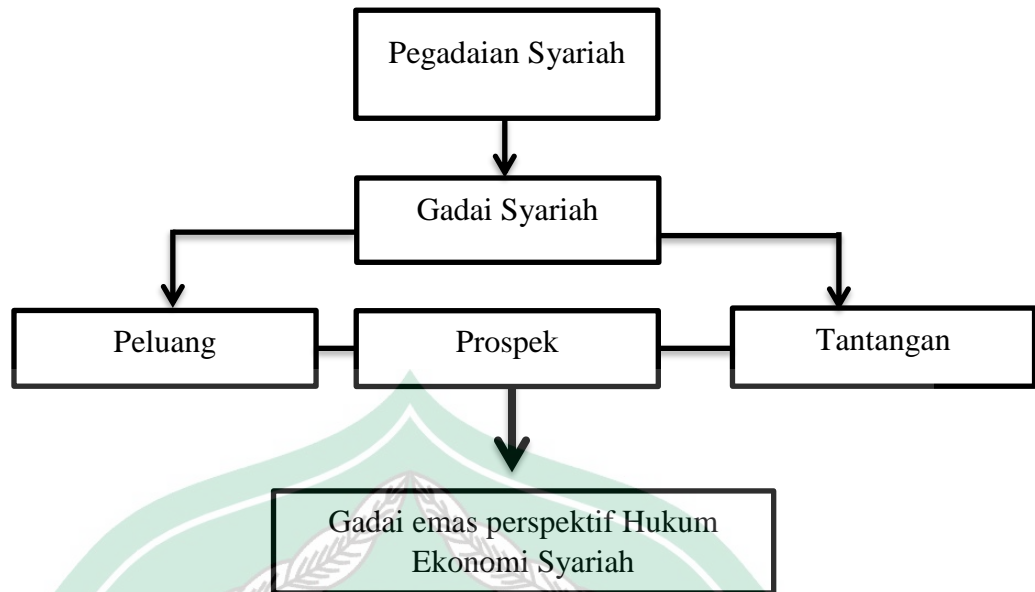 Pegadaian Syariah
Gadai Syariah
Peluang
Prospek
Tantangan
Gadai emas perspektif Hukum
Ekonomi Syariah